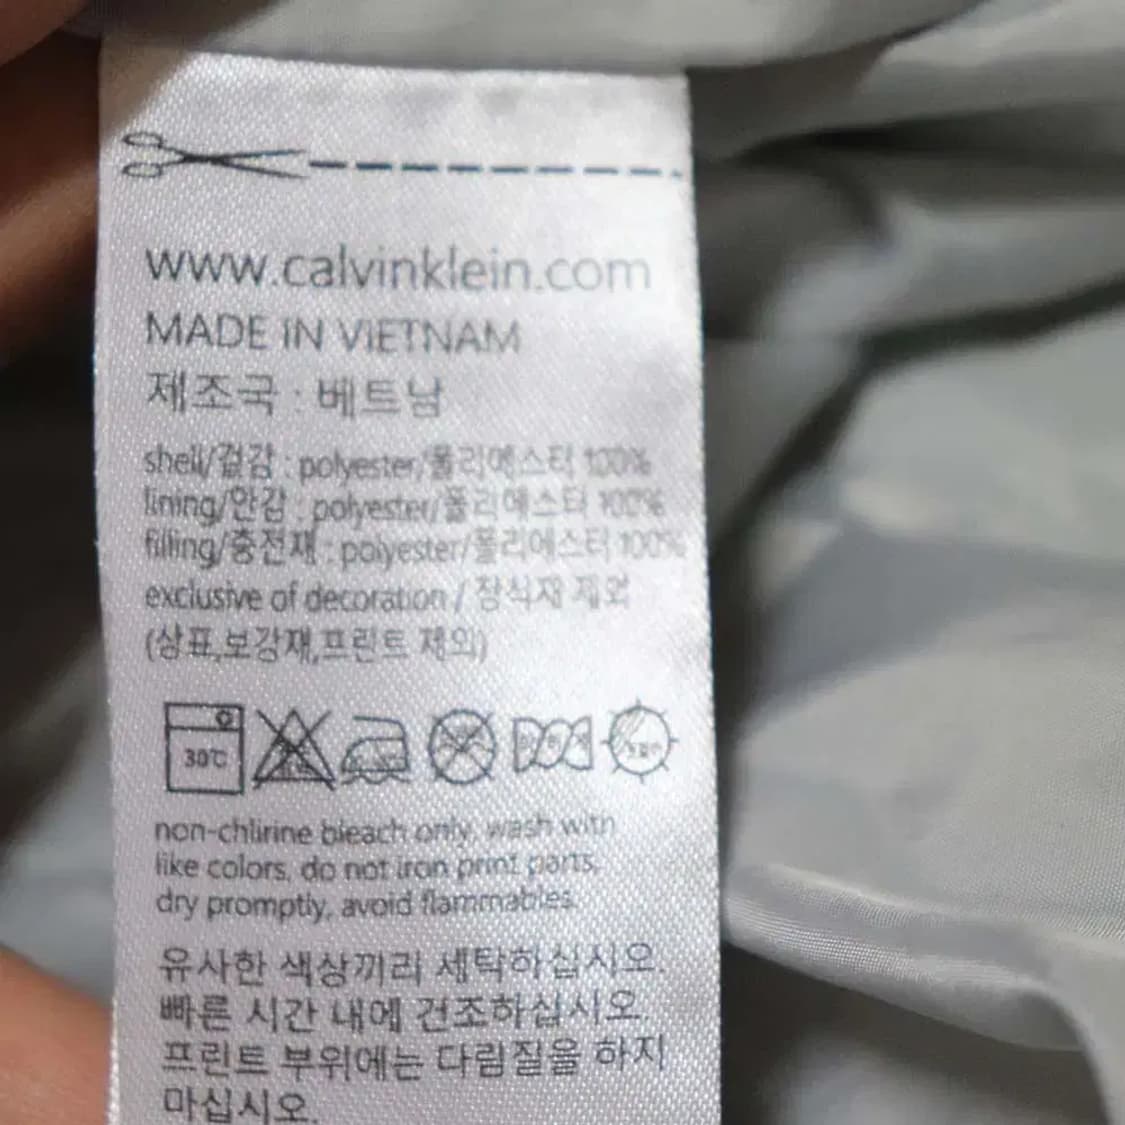 www.calvinklein.com
MADE IN VIETNAM
제조국 : 베트남
shell/겉감 : polyester/폴리에스터 100%
lining/안감 : polyester/폴리에스터 100%
filling/충전재 : polyester/폴리에스터 100%
exclusive of decoration / 장식재 제외
(상표,보강재,프린트 제외)
30℃
non-chlirine bleach only, wash with
like colors, do not iron print parts,
dry promptly, avoid flammables.
유사한 색상끼리 세탁하십시오.
빠른 시간 내에 건조하십시오.
프린트 부위에는 다림질을 하지
마십시오.